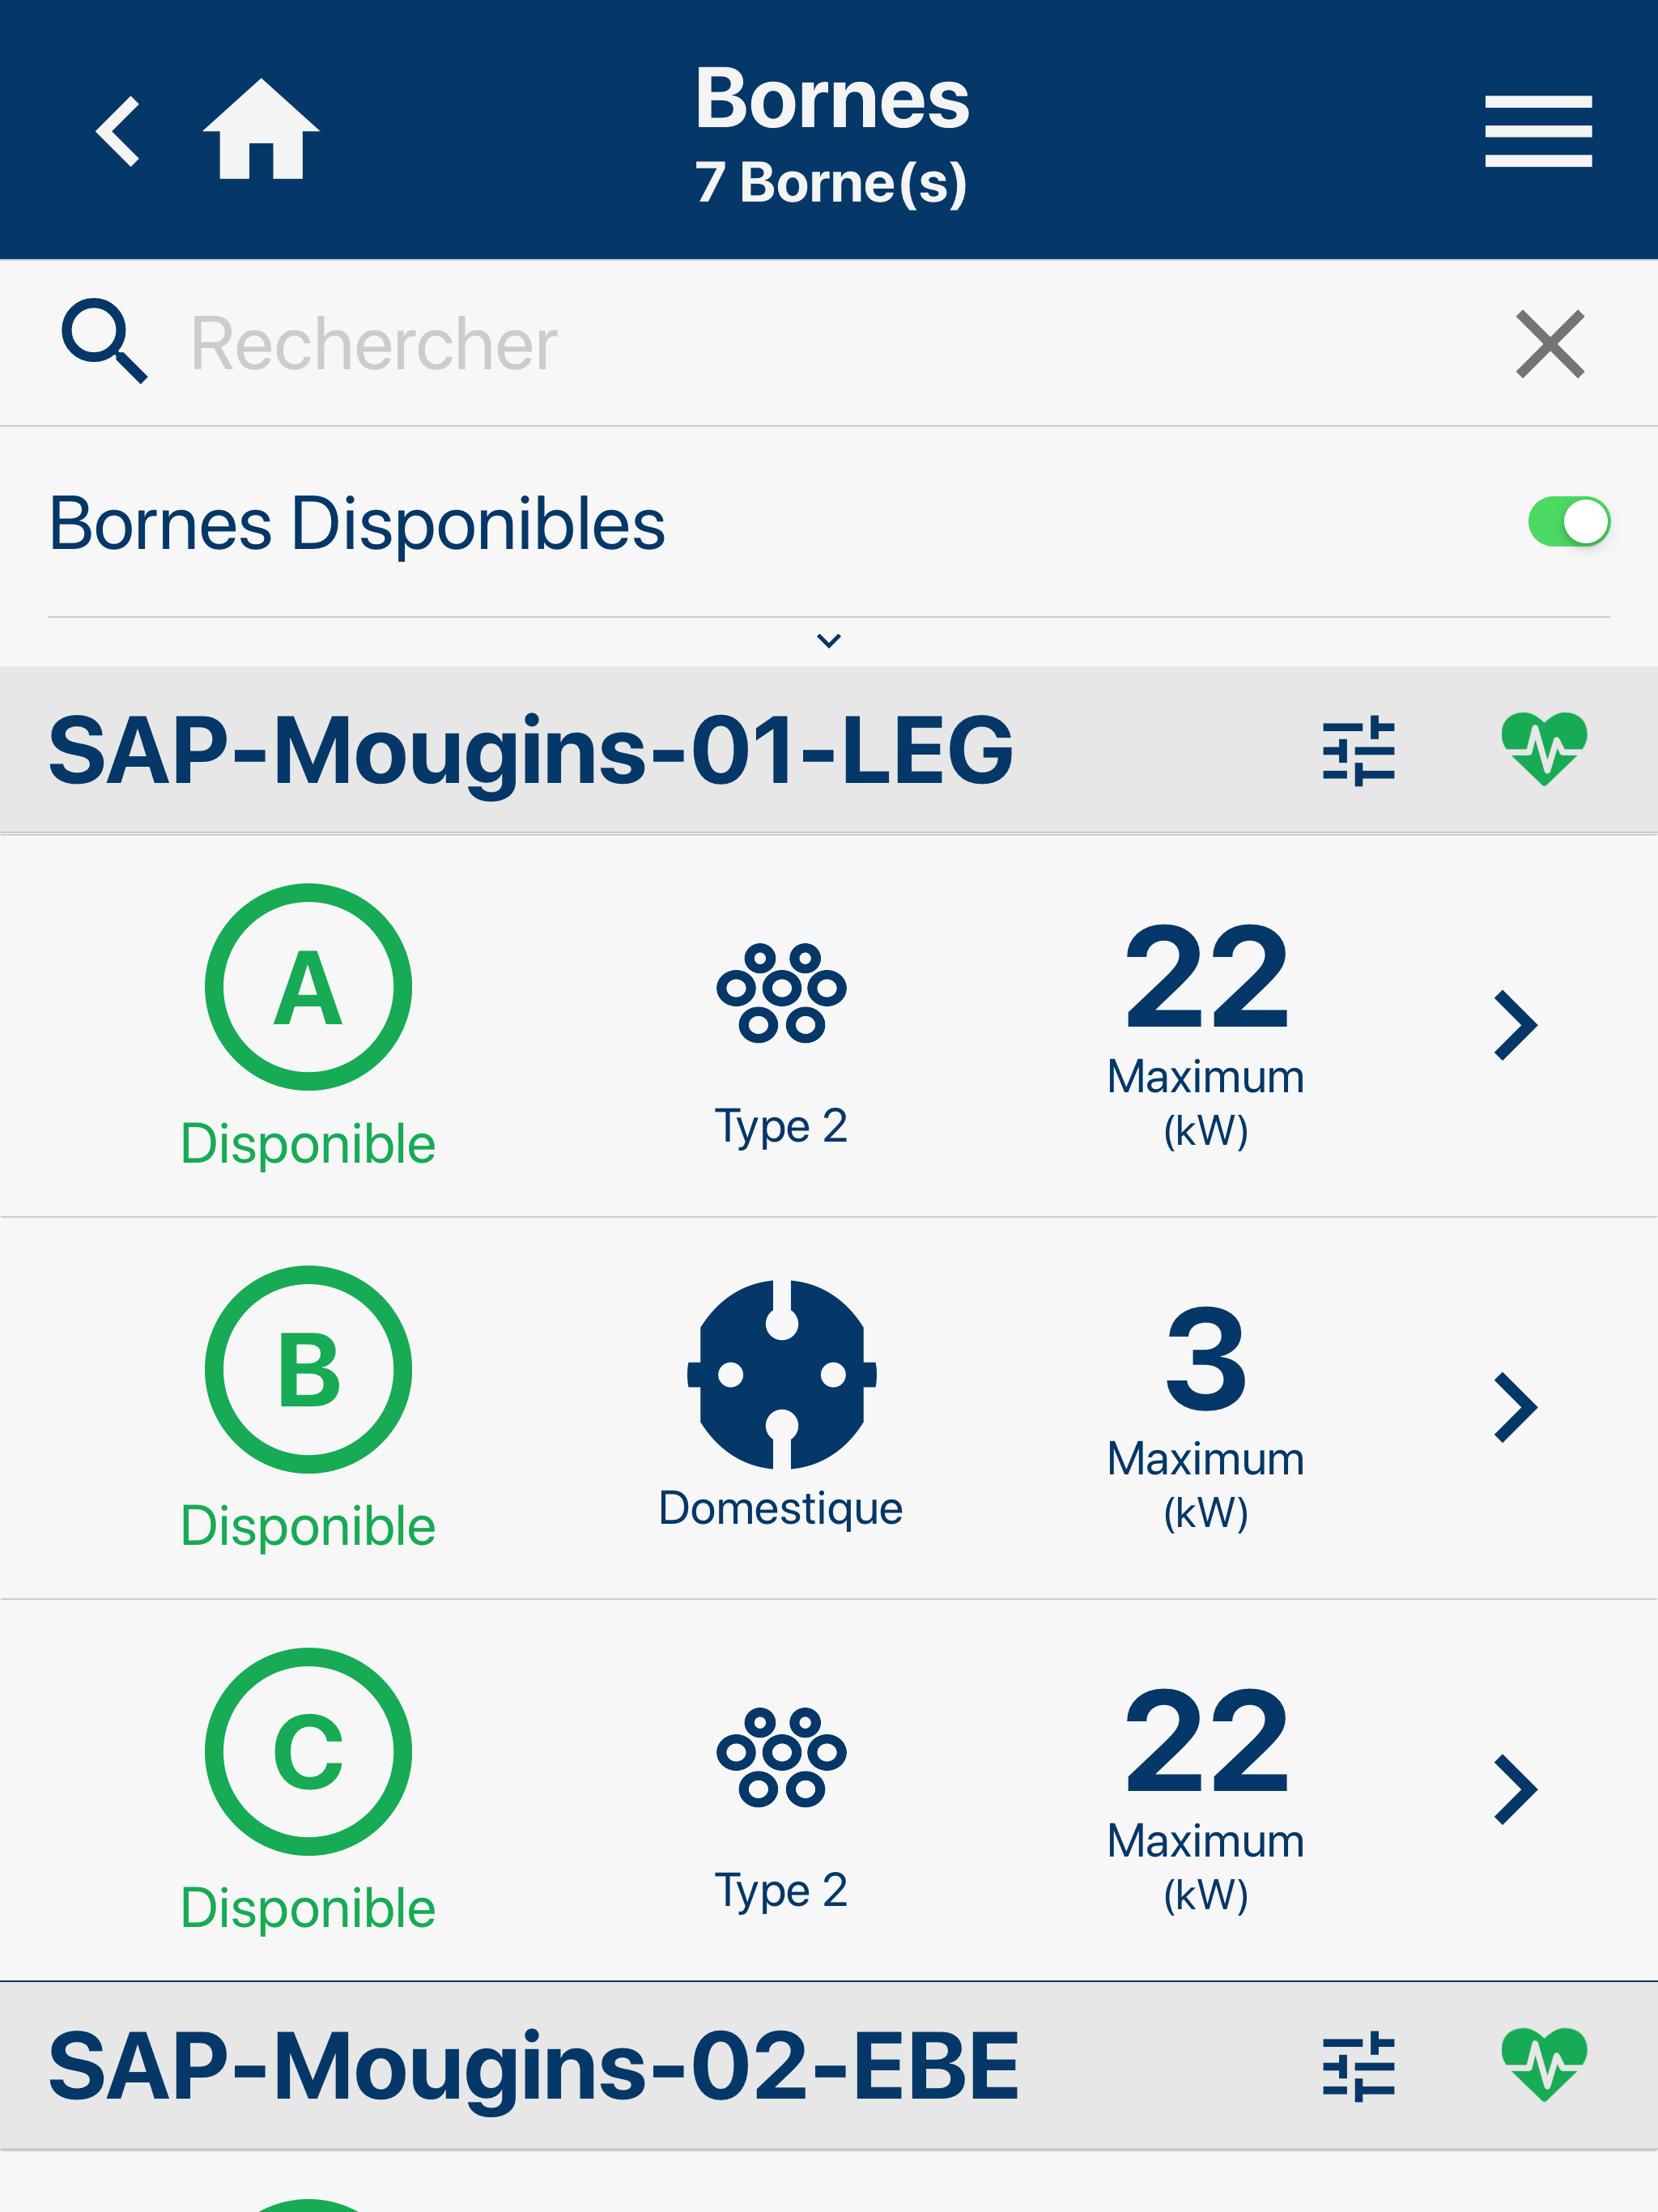 Bornes
7 Borne(s)
Rechercher
Bornes Disponibles
SAP-Mougins-01-LEG
A
Disponible
Type 2
22
Maximum
(kW)
B
Disponible
Domestique
3
Maximum
(kW)
C
Disponible
Type 2
22
Maximum
(kW)
SAP-Mougins-02-EBE